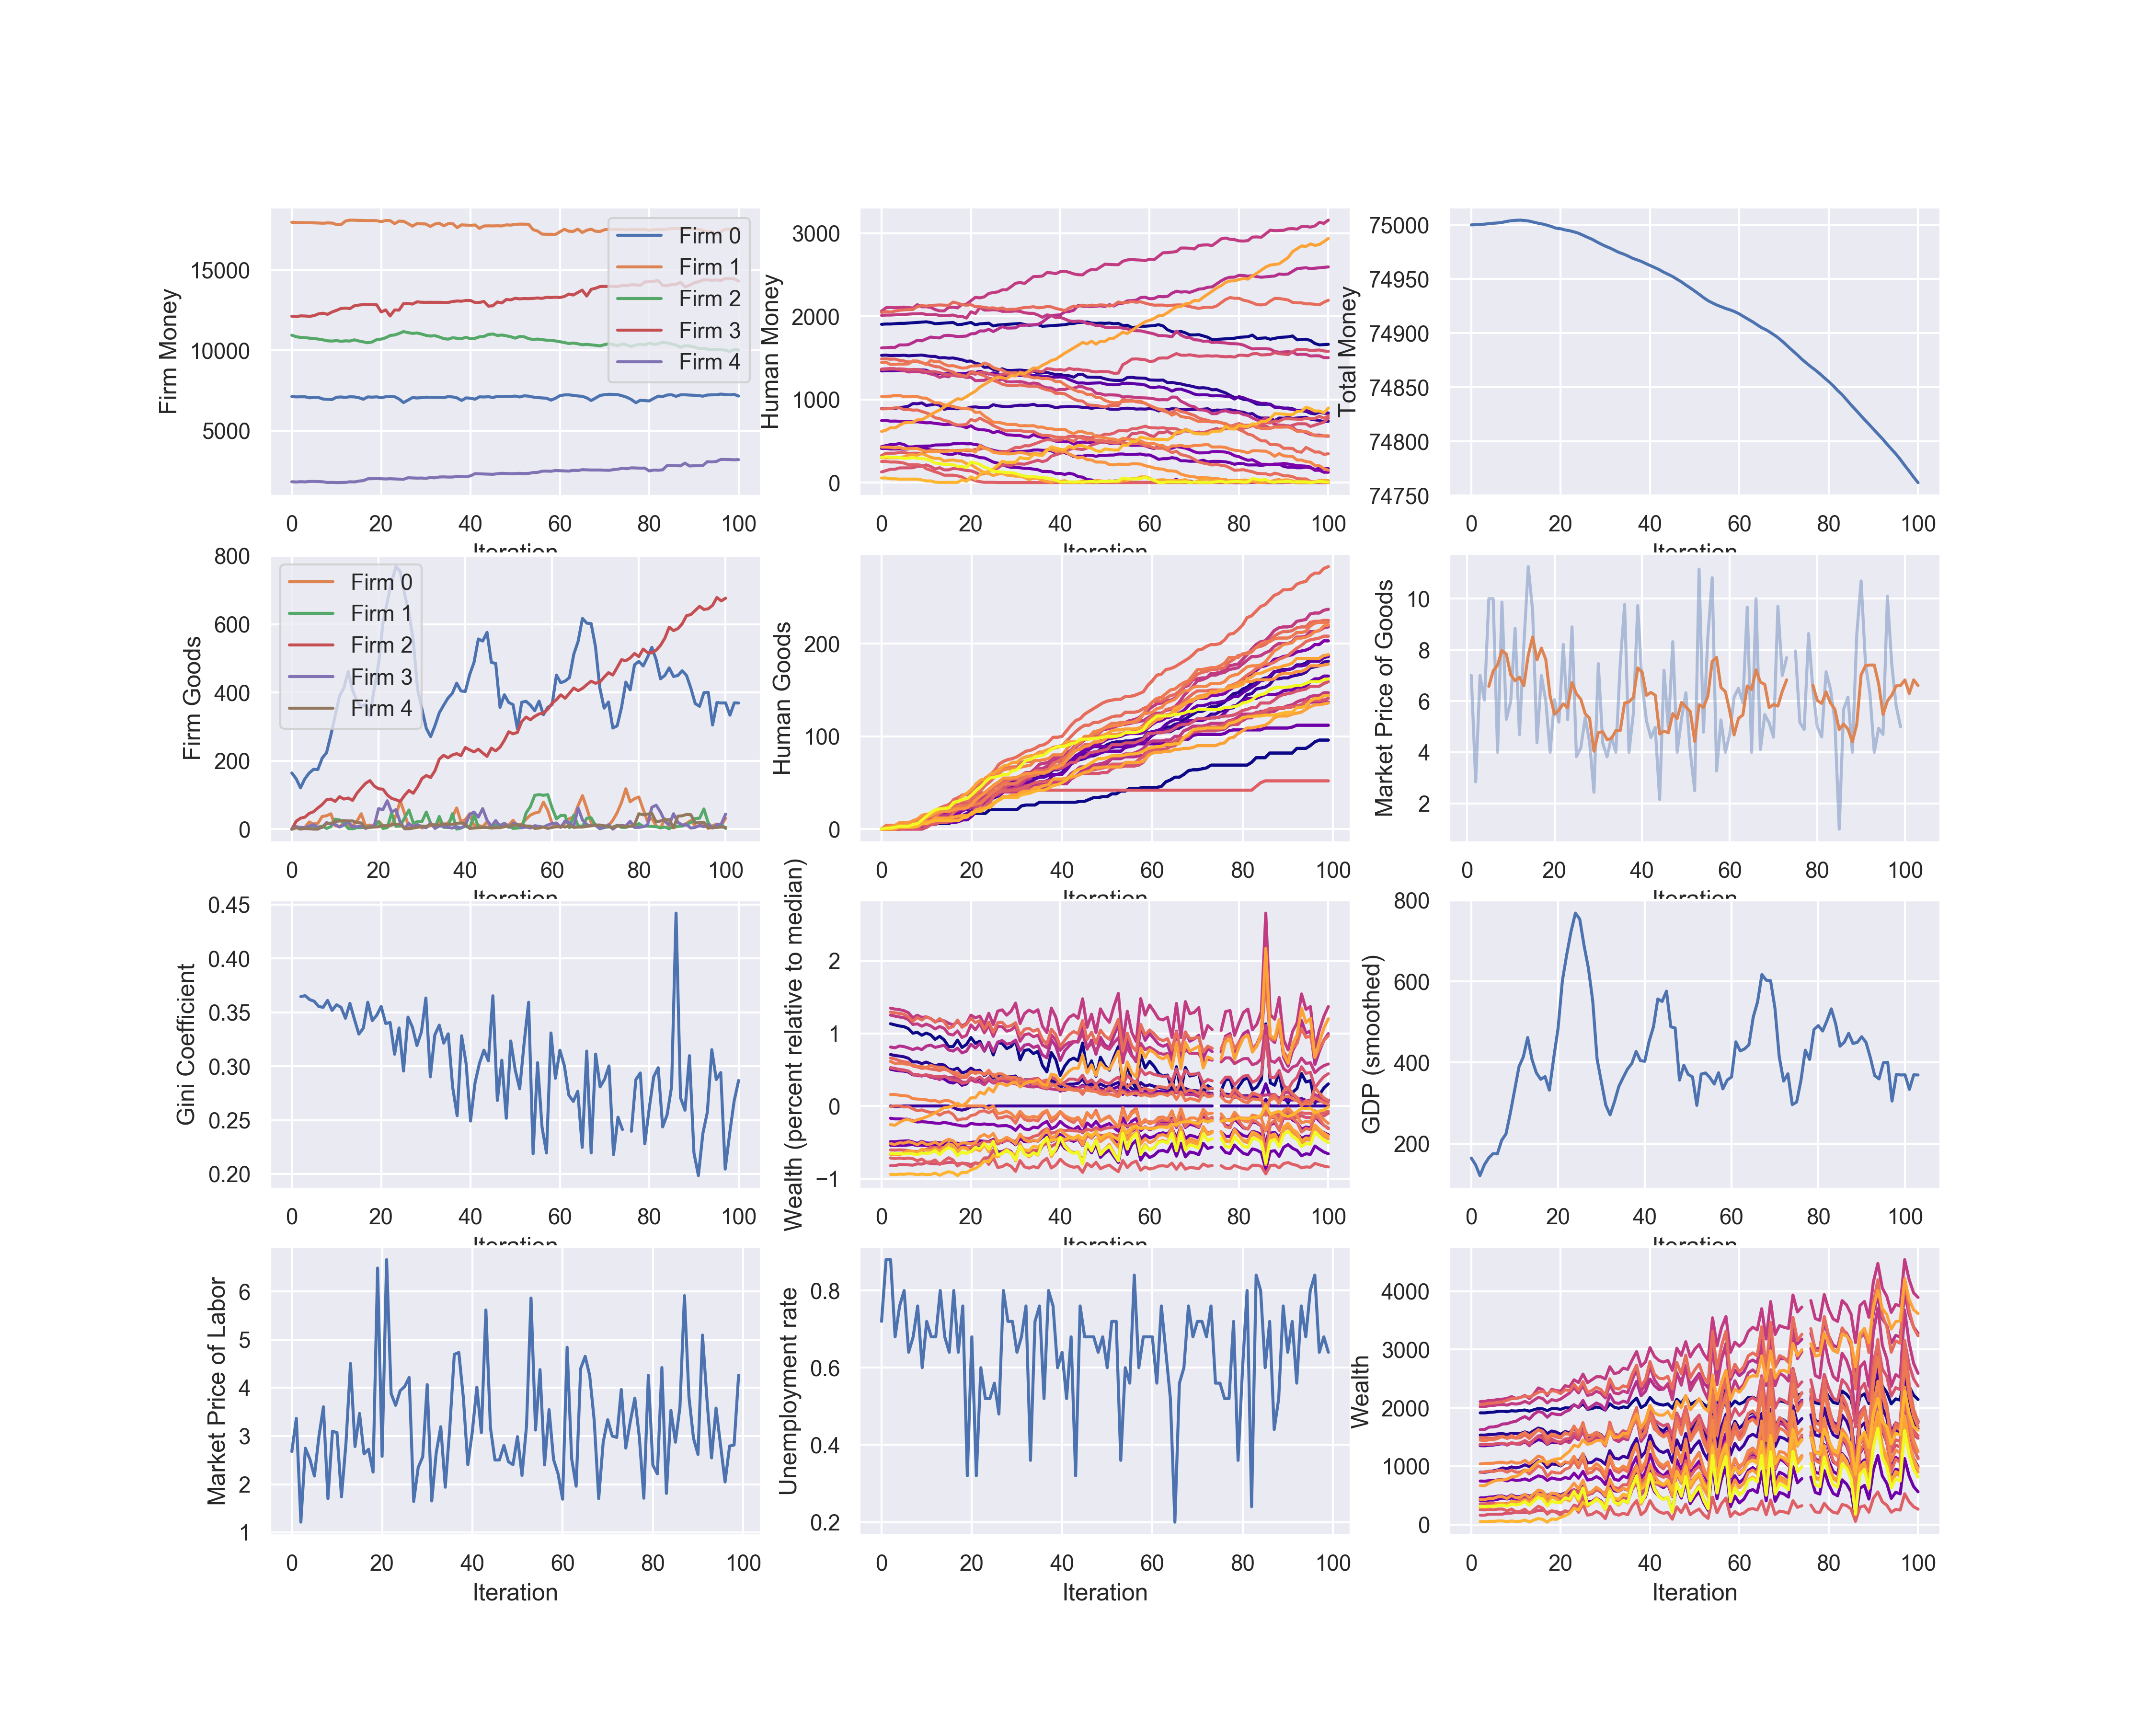 Firm Money
15000
10000
5000
0 20 40 60 80 100
Iteration
Firm 0
Firm 1
Firm 2
Firm 3
Firm 4
Human Money
3000
2000
1000
0
0 20 40 60 80 100
Iteration
Total Money
75000
74950
74900
74850
74800
74750
0 20 40 60 80 100
Iteration
Firm Goods
800
600
400
200
0
0 20 40 60 80 100
Iteration
Firm 0
Firm 1
Firm 2
Firm 3
Firm 4
Human Goods
200
100
0
0 20 40 60 80 100
Iteration
Market Price of Goods
10
8
6
4
2
0 20 40 60 80 100
Iteration
Gini Coefficient
0.45
0.40
0.35
0.30
0.25
0.20
0 20 40 60 80 100
Iteration
Wealth (percent relative to median)
2
1
0
−1
0 20 40 60 80 100
Iteration
GDP (smoothed)
800
600
400
200
0 20 40 60 80 100
Iteration
Market Price of Labor
6
5
4
3
2
1
0 20 40 60 80 100
Iteration
Unemployment rate
0.8
0.6
0.4
0.2
0 20 40 60 80 100
Iteration
Wealth
4000
3000
2000
1000
0
0 20 40 60 80 100
Iteration